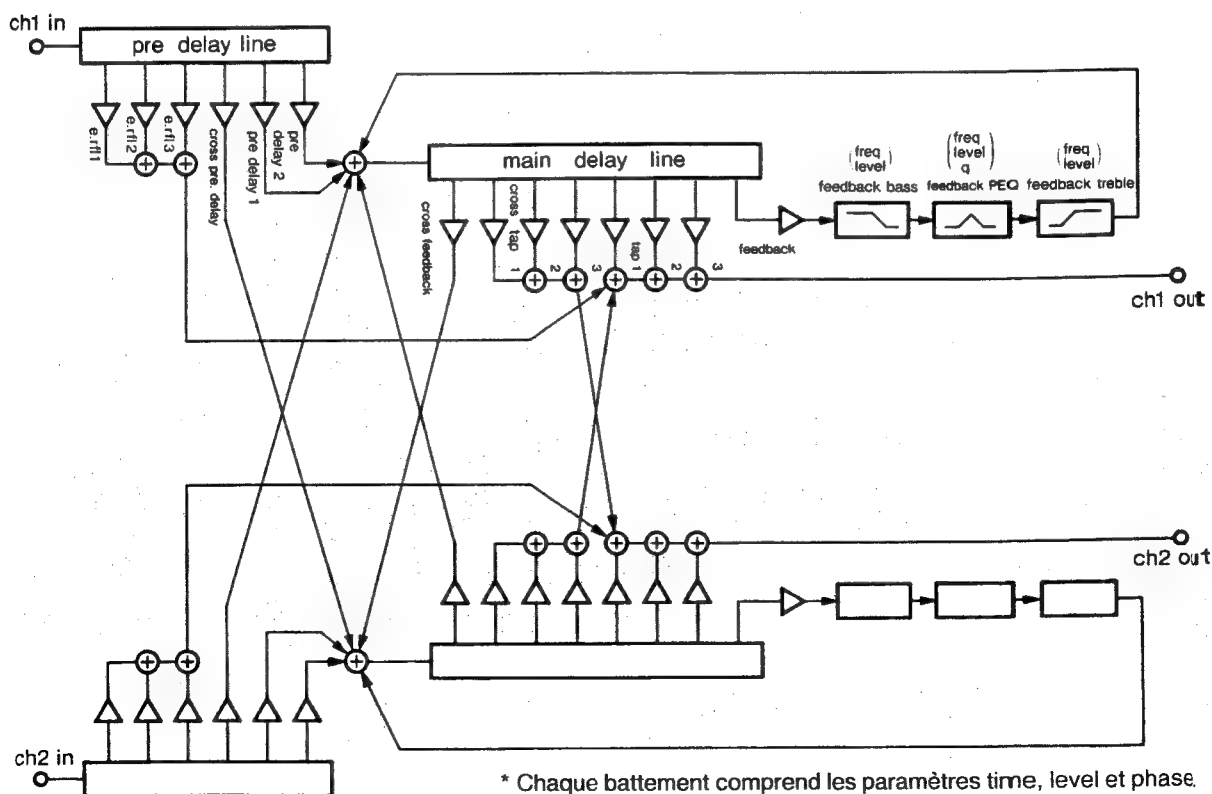 ch1 in
pre delay line
e.rfl1
e.rfl2
e.rfl3
cross pre. delay
pre delay 1
delay 2
pre
main delay line
(freq level)
(freq level q)
(freq level)
feedback bass
feedback PEQ
feedback treble
cross feedback
cross tap
1
2
3
tap 1
2
3
feedback
ch1 out
ch2 out
ch2 in
* Chaque battement comprend les paramètres time, level et phase.